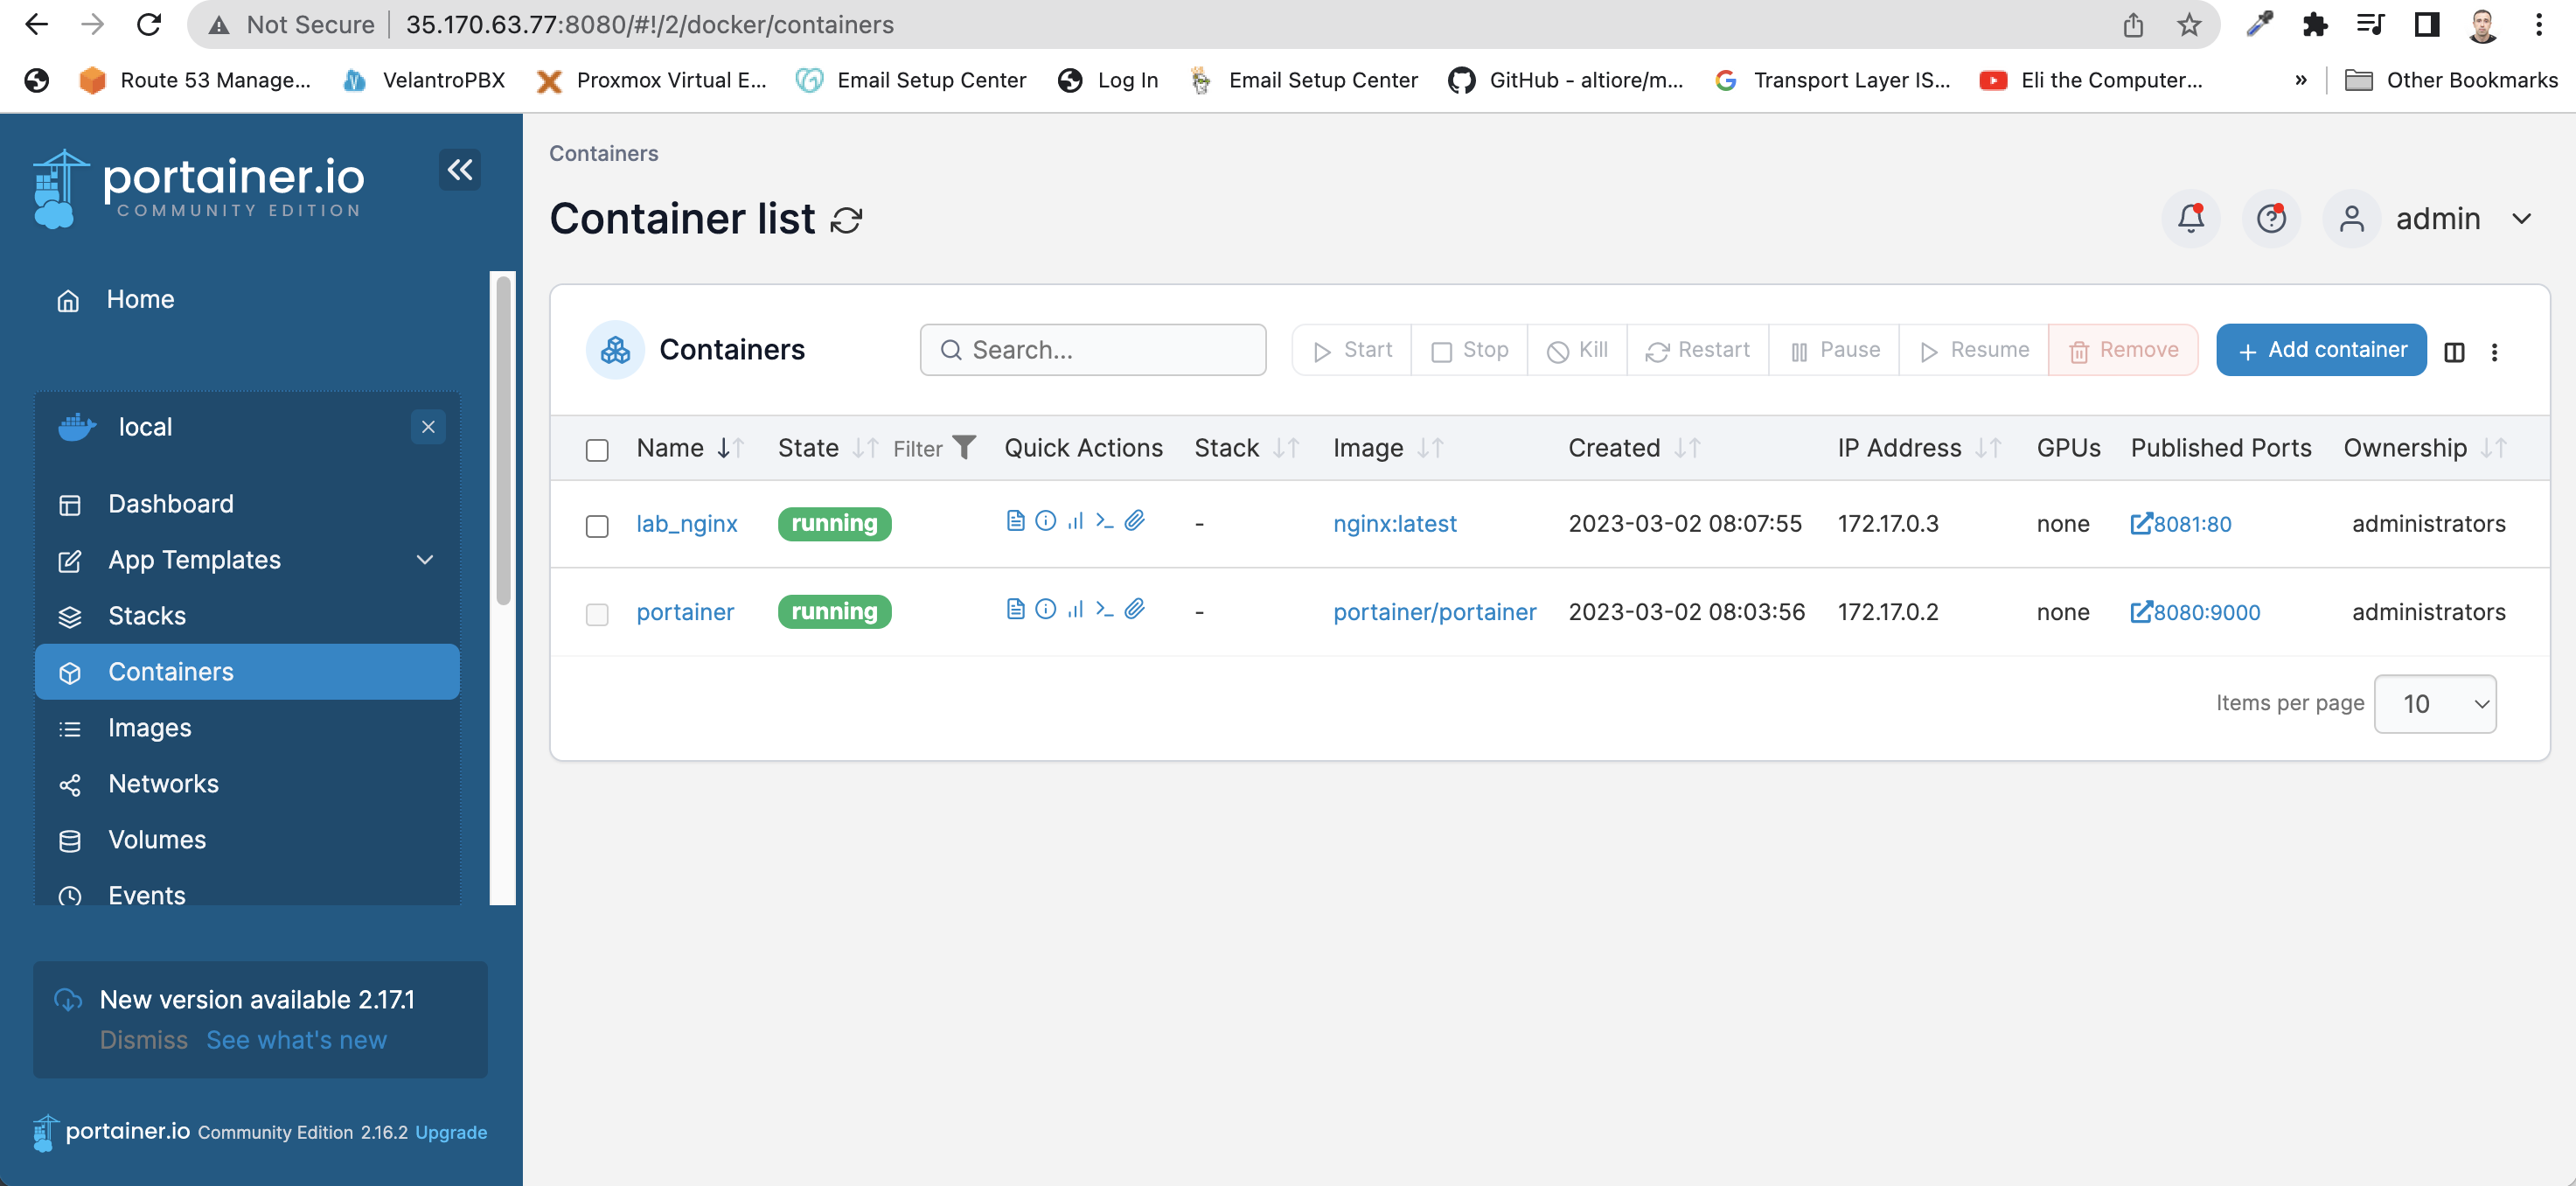 Not Secure 35.170.63.77:8080/#!/2/docker/containers
Route 53 Manage... VelantroPBX Proxmox Virtual E... Email Setup Center Log In Email Setup Center GitHub - altiore/m... Transport Layer IS... Eli the Computer... » Other Bookmarks
portainer.io
COMMUNITY EDITION
Home
local
Dashboard
App Templates
Stacks
Containers
Images
Networks
Volumes
Events
New version available 2.17.1
Dismiss See what's new
portainer.io Community Edition 2.16.2 Upgrade
Containers
Container list
admin
Containers Search... Start Stop Kill Restart Pause Resume Remove + Add container
Name State Filter Quick Actions Stack Image Created IP Address GPUs Published Ports Ownership
lab_nginx running - nginx:latest 2023-03-02 08:07:55 172.17.0.3 none 8081:80 administrators
portainer running - portainer/portainer 2023-03-02 08:03:56 172.17.0.2 none 8080:9000 administrators
Items per page 10